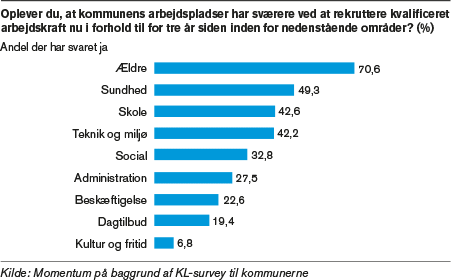 Oplever du, at kommunens arbejdspladser har sværere ved at rekruttere kvalificeret
arbejdskraft nu i forhold til for tre år siden inden for nedenstående områder? (%)
Andel der har svaret ja
Ældre 70,6
Sundhed 49,3
Skole 42,6
Teknik og miljø 42,2
Social 32,8
Administration 27,5
Beskæftigelse 22,6
Dagtilbud 19,4
Kultur og fritid 6,8
Kilde: Momentum på baggrund af KL-survey til kommunerne